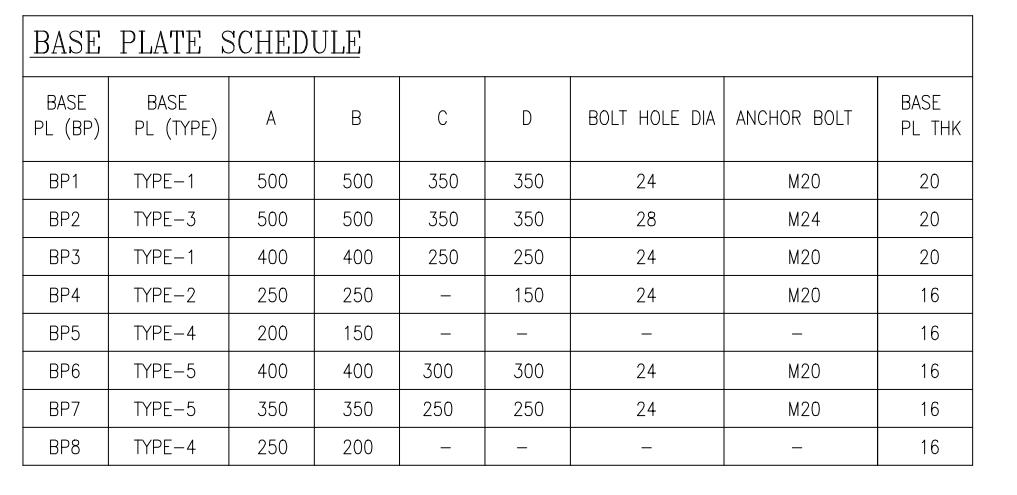 BASE PLATE SCHEDULE
BASE PL (BP) BASE PL (TYPE) A B C D BOLT HOLE DIA ANCHOR BOLT BASE PL THK
BP1 TYPE-1 500 500 350 350 24 M20 20
BP2 TYPE-3 500 500 350 350 28 M24 20
BP3 TYPE-1 400 400 250 250 24 M20 20
BP4 TYPE-2 250 250 - 150 24 M20 16
BP5 TYPE-4 200 150 - - - - 16
BP6 TYPE-5 400 400 300 300 24 M20 16
BP7 TYPE-5 350 350 250 250 24 M20 16
BP8 TYPE-4 250 200 - - - - 16